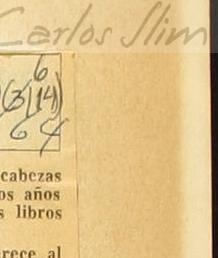 Carlos Slim
6
(3)(14)
6 4
cabezas
os años
s libros
rece al